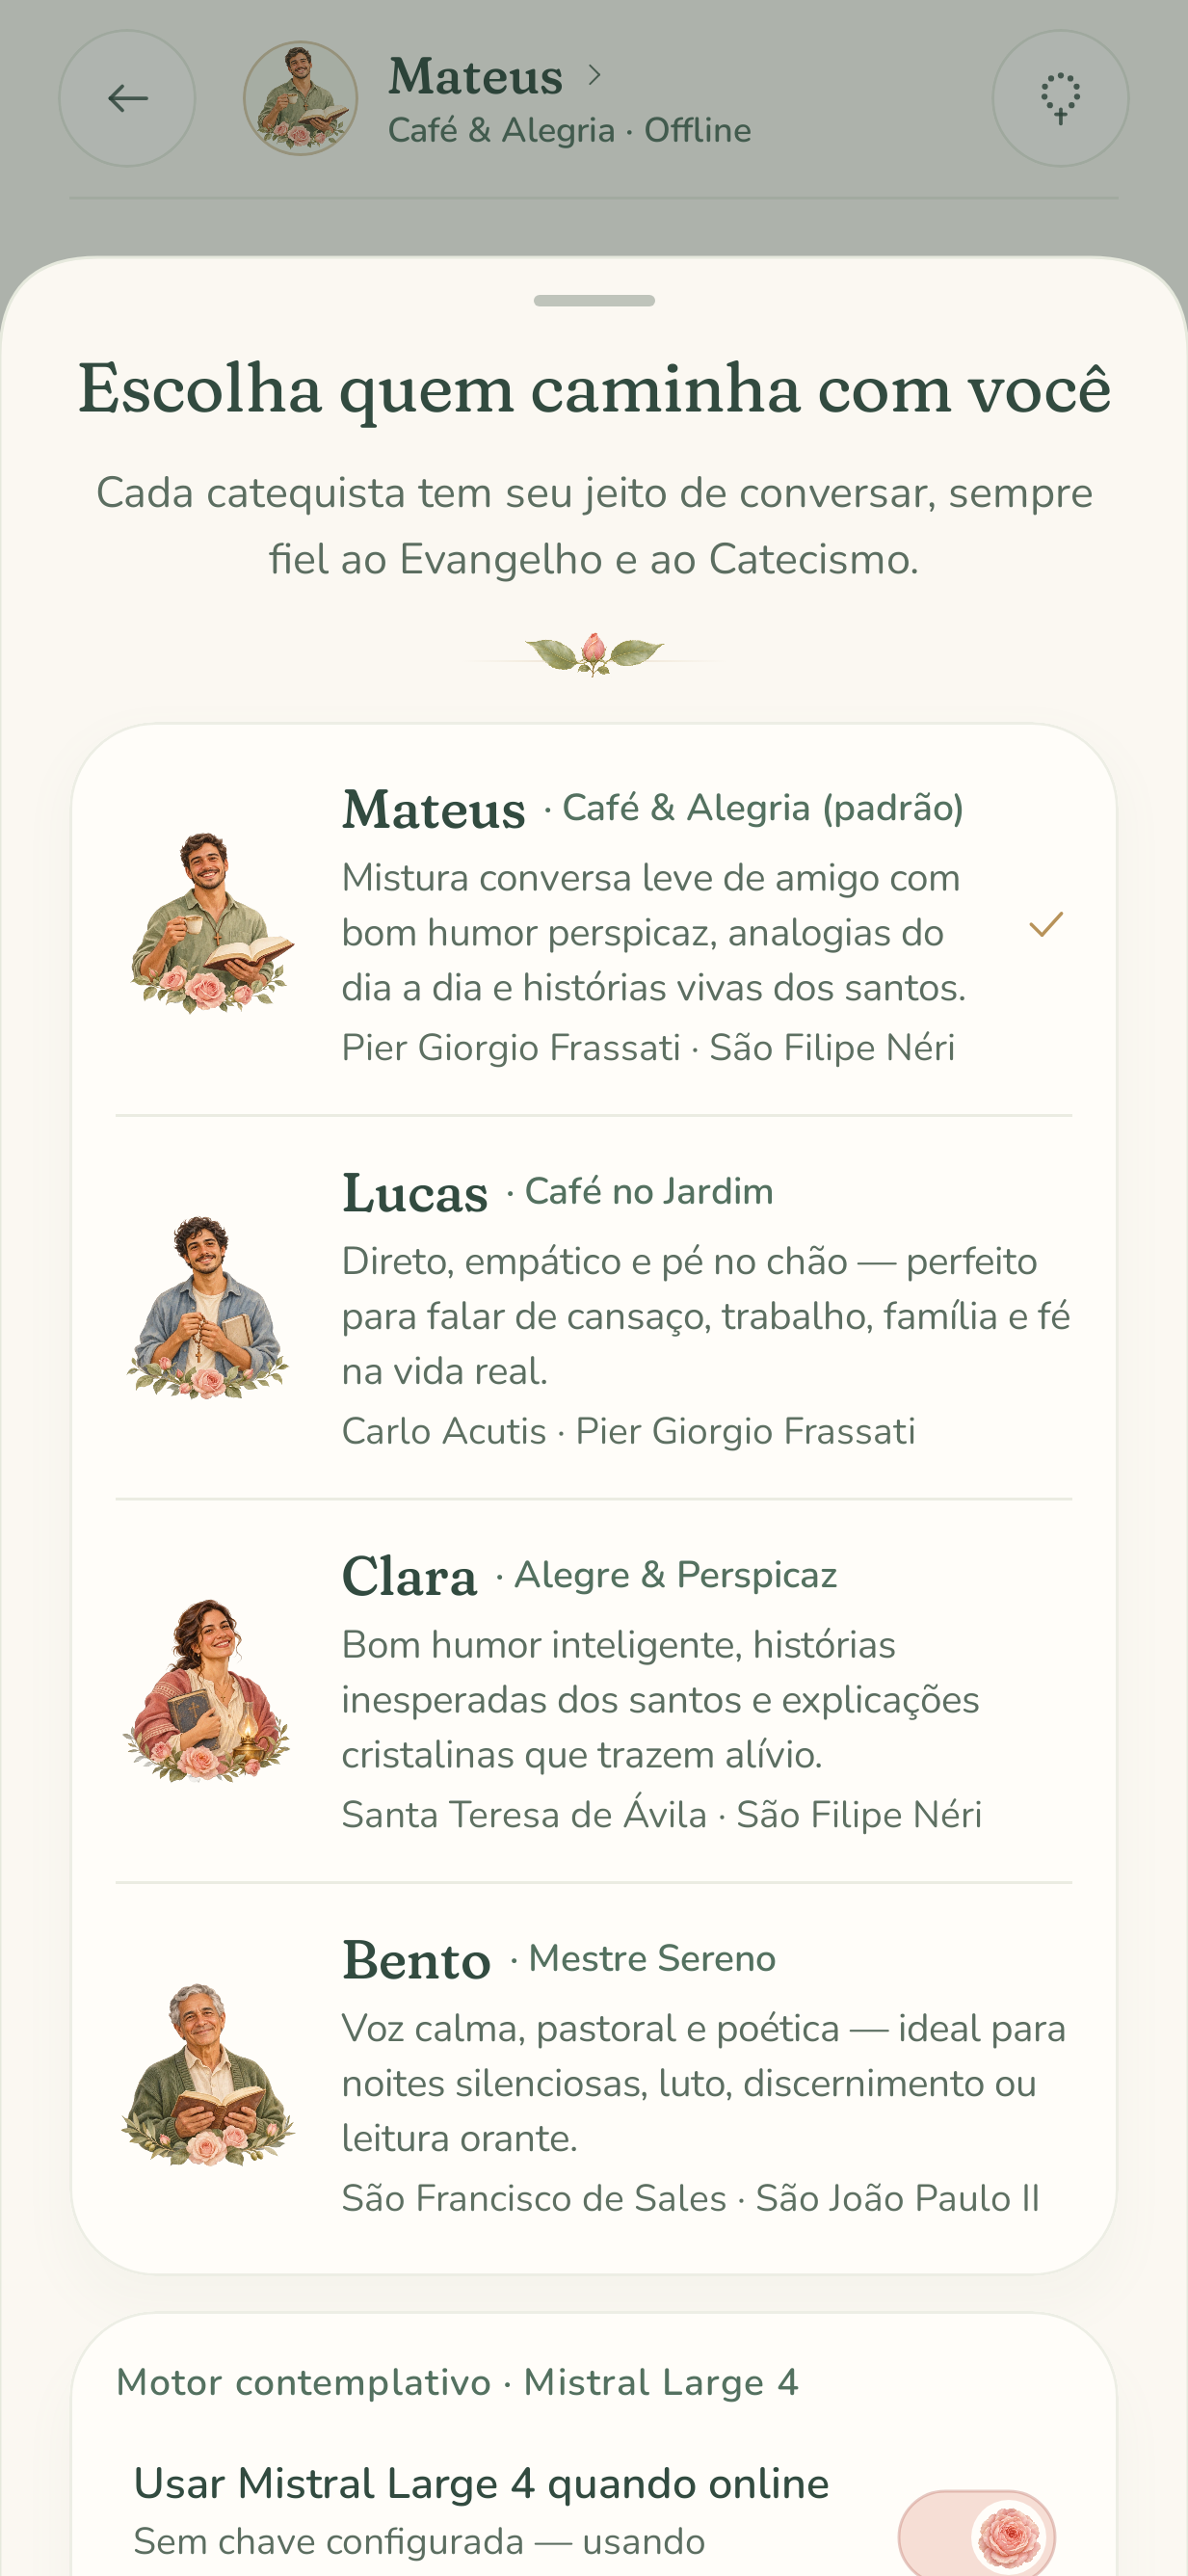 Mateus
Café & Alegria · Offline
Escolha quem caminha com você
Cada catequista tem seu jeito de conversar, sempre
fiel ao Evangelho e ao Catecismo.
Mateus · Café & Alegria (padrão)
Mistura conversa leve de amigo com
bom humor perspicaz, analogias do
dia a dia e histórias vivas dos santos.
Pier Giorgio Frassati · São Filipe Néri
Lucas · Café no Jardim
Direto, empático e pé no chão — perfeito
para falar de cansaço, trabalho, família e fé
na vida real.
Carlo Acutis · Pier Giorgio Frassati
Clara · Alegre & Perspicaz
Bom humor inteligente, histórias
inesperadas dos santos e explicações
cristalinas que trazem alívio.
Santa Teresa de Ávila · São Filipe Néri
Bento · Mestre Sereno
Voz calma, pastoral e poética — ideal para
noites silenciosas, luto, discernimento ou
leitura orante.
São Francisco de Sales · São João Paulo II
Motor contemplativo · Mistral Large 4
Usar Mistral Large 4 quando online
Sem chave configurada — usando